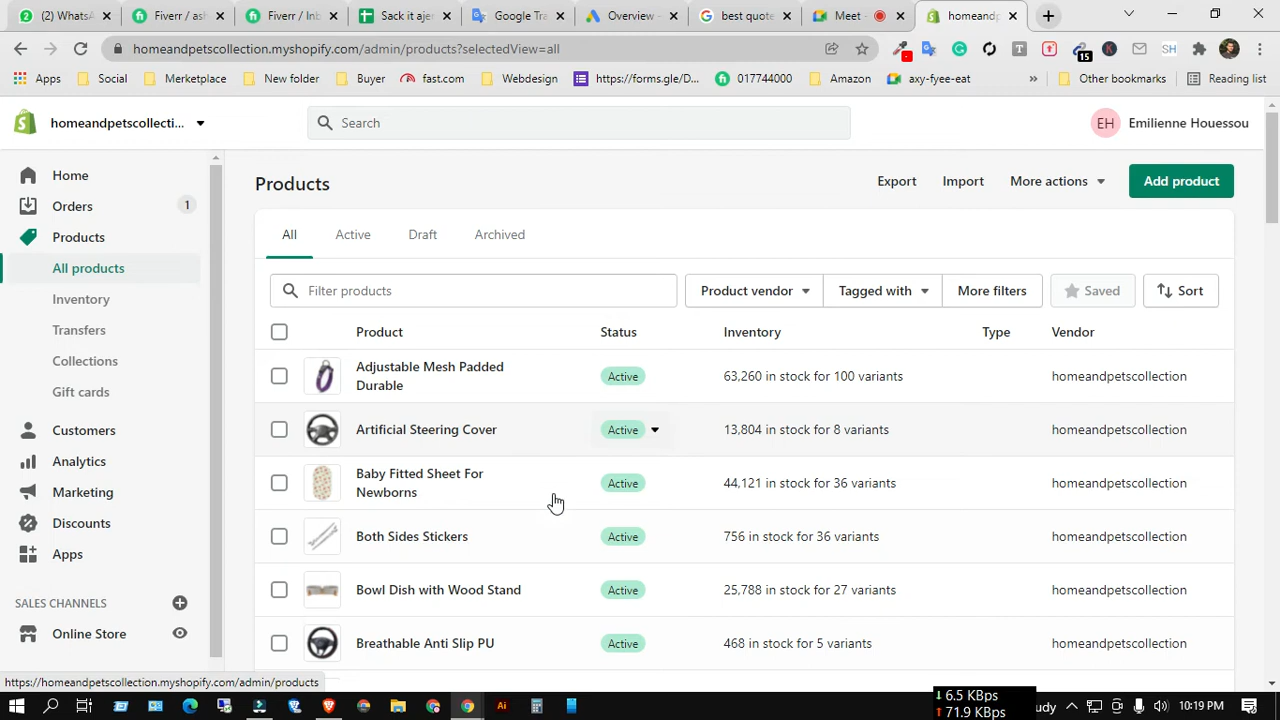 (2) WhatsA
Fiverr / as
Fiverr / Inb
Sack it aje
Google Tra
Overview -
best quote
Meet -
homeandp
homeandpetscollection.myshopify.com/admin/products?selectedView=all
15
SH
Apps
Social
Marketplace
New folder
Buyer
fast.com
Webdesign
https://forms.gle/D...
017744000
Amazon
axy-fyee-eat
Other bookmarks
Reading list
homeandpetscollecti...
Search
EH
Emilienne Houessou
Home
Orders
1
Products
All products
Inventory
Transfers
Collections
Gift cards
Customers
Analytics
Marketing
Discounts
Apps
SALES CHANNELS
Online Store
Products
Export
Import
More actions
Add product
All
Active
Draft
Archived
Filter products
Product vendor
Tagged with
More filters
Saved
Sort
Product
Status
Inventory
Type
Vendor
Adjustable Mesh Padded
Durable
Active
63,260 in stock for 100 variants
homeandpetscollection
Artificial Steering Cover
Active
13,804 in stock for 8 variants
homeandpetscollection
Baby Fitted Sheet For
Newborns
Active
44,121 in stock for 36 variants
homeandpetscollection
Both Sides Stickers
Active
756 in stock for 36 variants
homeandpetscollection
Bowl Dish with Wood Stand
Active
25,788 in stock for 27 variants
homeandpetscollection
Breathable Anti Slip PU
Active
468 in stock for 5 variants
homeandpetscollection
https://homeandpetscollection.myshopify.com/admin/products
6.5 KBps
71.9 KBps
udy
10:19 PM